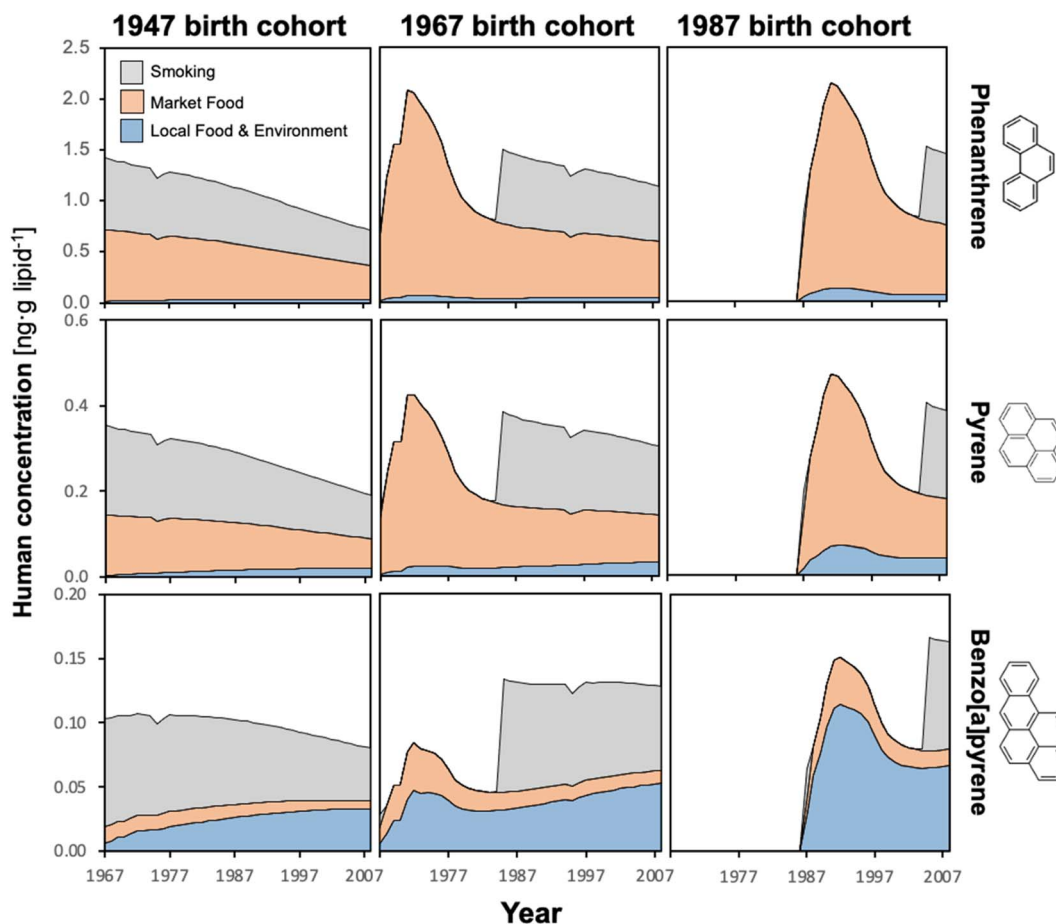 1947 birth cohort 1967 birth cohort 1987 birth cohort
2.5
Smoking
Market Food
Local Food & Environment
2.0
1.5
1.0
0.5
0.0
Phenanthrene
0.6
0.4
0.2
0.0
Pyrene
0.20
0.15
0.10
0.05
0.00
Benzo[a]pyrene
Human concentration [ng·g lipid⁻¹]
1967 1977 1987 1997 2007 1977 1987 1997 2007 1977 1987 1997 2007
Year